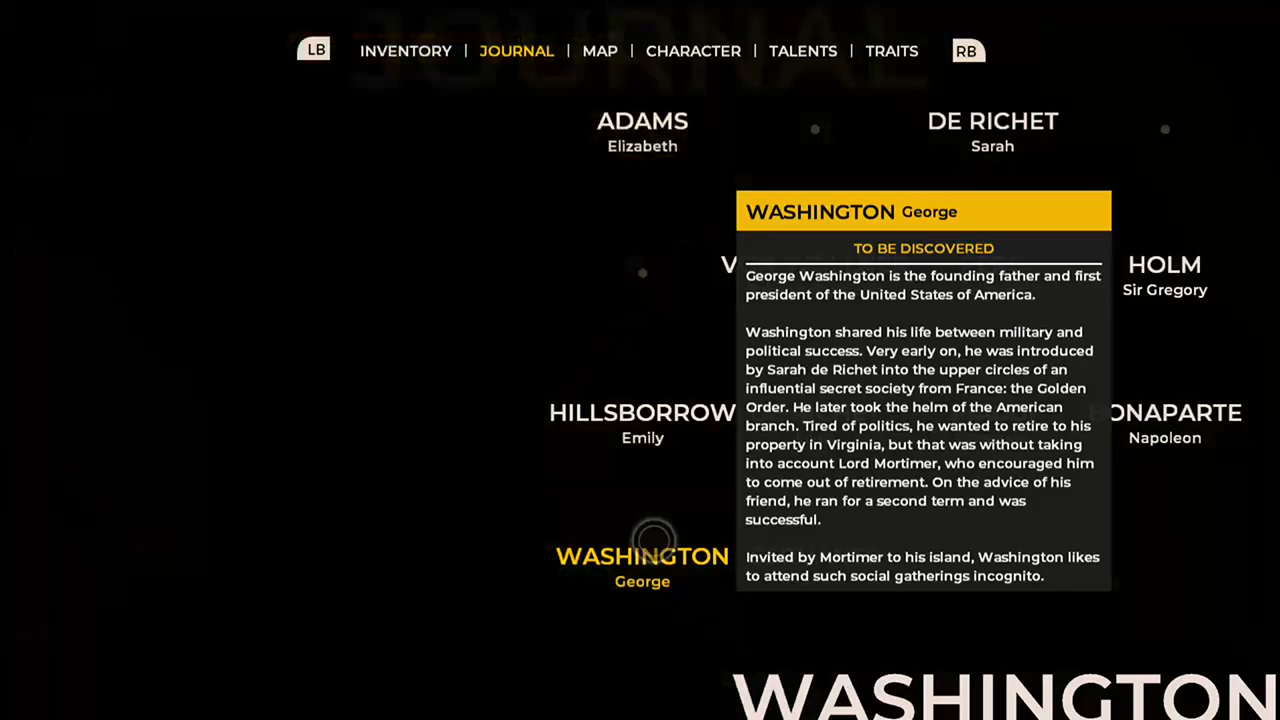 JOURNAL
LB INVENTORY | JOURNAL | MAP | CHARACTER | TALENTS | TRAITS RB
ADAMS
Elizabeth
DE RICHET
Sarah
WASHINGTON George
TO BE DISCOVERED
George Washington is the founding father and first
president of the United States of America.
Washington shared his life between military and
political success. Very early on, he was introduced
by Sarah de Richet into the upper circles of an
influential secret society from France: the Golden
Order. He later took the helm of the American
branch. Tired of politics, he wanted to retire to his
property in Virginia, but that was without taking
into account Lord Mortimer, who encouraged him
to come out of retirement. On the advice of his
friend, he ran for a second term and was
successful.
Invited by Mortimer to his island, Washington likes
to attend such social gatherings incognito.
HOLM
Sir Gregory
HILLSBORROW
Emily
ONAPARTE
Napoleon
WASHINGTON
George
WASHINGTON